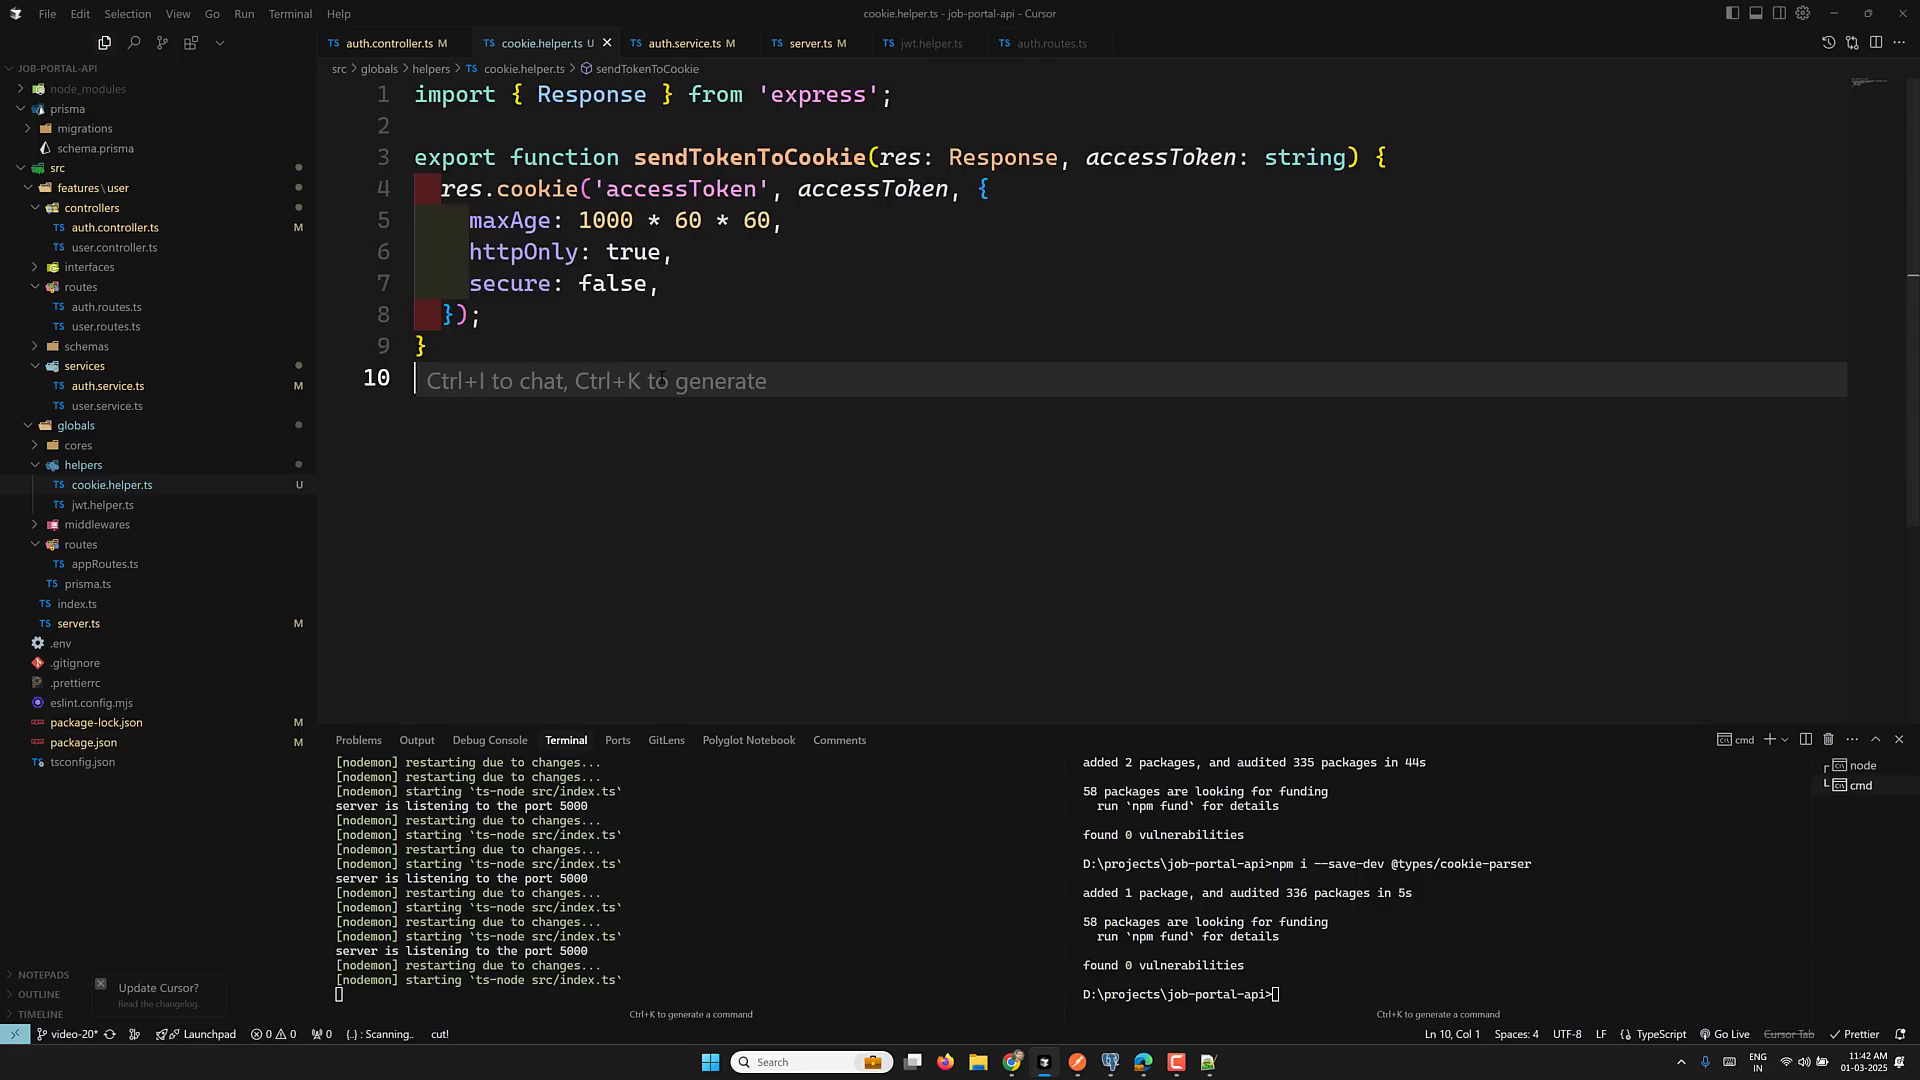 File Edit Selection View Go Run Terminal Help
cookie.helper.ts - job-portal-api - Cursor
TS auth.controller.ts M
TS cookie.helper.ts U
TS auth.service.ts M
TS server.ts M
TS jwt.helper.ts
TS auth.routes.ts
JOB-PORTAL-API
node_modules
prisma
migrations
schema.prisma
src
features\user
controllers
TS auth.controller.ts M
TS user.controller.ts
interfaces
routes
TS auth.routes.ts
TS user.routes.ts
schemas
services
TS auth.service.ts M
TS user.service.ts
globals
cores
helpers
TS cookie.helper.ts U
TS jwt.helper.ts
middlewares
routes
TS appRoutes.ts
TS prisma.ts
TS index.ts
TS server.ts M
.env
.gitignore
.prettierrc
eslint.config.mjs
package-lock.json M
package.json M
TS tsconfig.json
NOTEPADS
OUTLINE
TIMELINE
Update Cursor?
Read the changelog.
src > globals > helpers > TS cookie.helper.ts > sendTokenToCookie
1 import { Response } from 'express';
2
3 export function sendTokenToCookie(res: Response, accessToken: string) {
4 res.cookie('accessToken', accessToken, {
5 maxAge: 1000 * 60 * 60,
6 httpOnly: true,
7 secure: false,
8 });
9 }
10 Ctrl+I to chat, Ctrl+K to generate
Problems Output Debug Console Terminal Ports GitLens Polyglot Notebook Comments
cmd
[nodemon] restarting due to changes...
[nodemon] restarting due to changes...
[nodemon] starting `ts-node src/index.ts`
server is listening to the port 5000
[nodemon] restarting due to changes...
[nodemon] starting `ts-node src/index.ts`
[nodemon] restarting due to changes...
[nodemon] starting `ts-node src/index.ts`
server is listening to the port 5000
[nodemon] restarting due to changes...
[nodemon] starting `ts-node src/index.ts`
[nodemon] restarting due to changes...
[nodemon] starting `ts-node src/index.ts`
server is listening to the port 5000
[nodemon] restarting due to changes...
[nodemon] starting `ts-node src/index.ts`
Ctrl+K to generate a command
added 2 packages, and audited 335 packages in 44s
58 packages are looking for funding
run `npm fund` for details
found 0 vulnerabilities
D:\projects\job-portal-api>npm i --save-dev @types/cookie-parser
added 1 package, and audited 336 packages in 5s
58 packages are looking for funding
run `npm fund` for details
found 0 vulnerabilities
D:\projects\job-portal-api>
Ctrl+K to generate a command
node
cmd
video-20* Launchpad 0 0 0 {..} : Scanning.. cut!
Ln 10, Col 1 Spaces: 4 UTF-8 LF TypeScript Go Live Cursor Tab Prettier
Search
ENG
IN
11:42 AM
01-03-2025